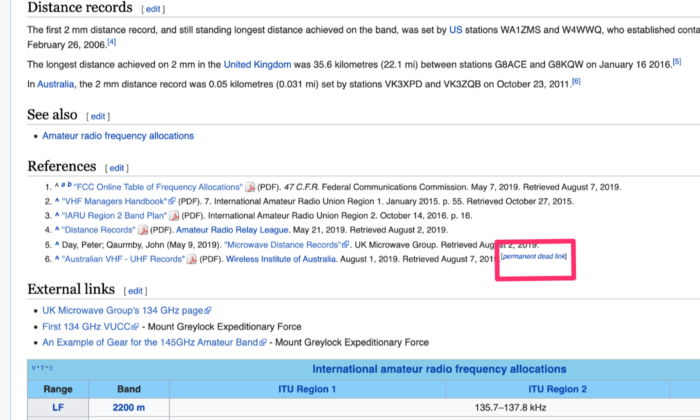 Distance records [edit]
The first 2 mm distance record, and still standing longest distance achieved on the band, was set by US stations WA1ZMS and W4WWQ, who established conta
February 26, 2006.[4]
The longest distance achieved on 2 mm in the United Kingdom was 35.6 kilometres (22.1 mi) between stations G8ACE and G8KQW on January 16 2016.[5]
In Australia, the 2 mm distance record was 0.05 kilometres (0.031 mi) set by stations VK3XPD and VK3ZQB on October 23, 2011.[6]
See also [edit]
• Amateur radio frequency allocations
References [edit]
1. ^ a b "FCC Online Table of Frequency Allocations" (PDF). 47 C.F.R. Federal Communications Commission. May 7, 2019. Retrieved August 7, 2019.
2. ^ "VHF Managers Handbook" (PDF). 7. International Amateur Radio Union Region 1. January 2015. p. 55. Retrieved October 27, 2015.
3. ^ "IARU Region 2 Band Plan" (PDF). International Amateur Radio Union Region 2. October 14, 2016. p. 16.
4. ^ "Distance Records" (PDF). Amateur Radio Relay League. May 21, 2019. Retrieved August 2, 2019.
5. ^ Day, Peter; Qaurmby, John (May 9, 2019). "Microwave Distance Records". UK Microwave Group. Retrieved August 2, 2019.
6. ^ "Australian VHF - UHF Records" (PDF). Wireless Institute of Australia. August 1, 2019. Retrieved August 7, 201 [permanent dead link]
External links [edit]
• UK Microwave Group's 134 GHz page
• First 134 GHz VUCC - Mount Greylock Expeditionary Force
• An Example of Gear for the 145GHz Amateur Band - Mount Greylock Expeditionary Force
V·T·E International amateur radio frequency allocations
Range Band ITU Region 1 ITU Region 2
LF 2200 m 135.7–137.8 kHz